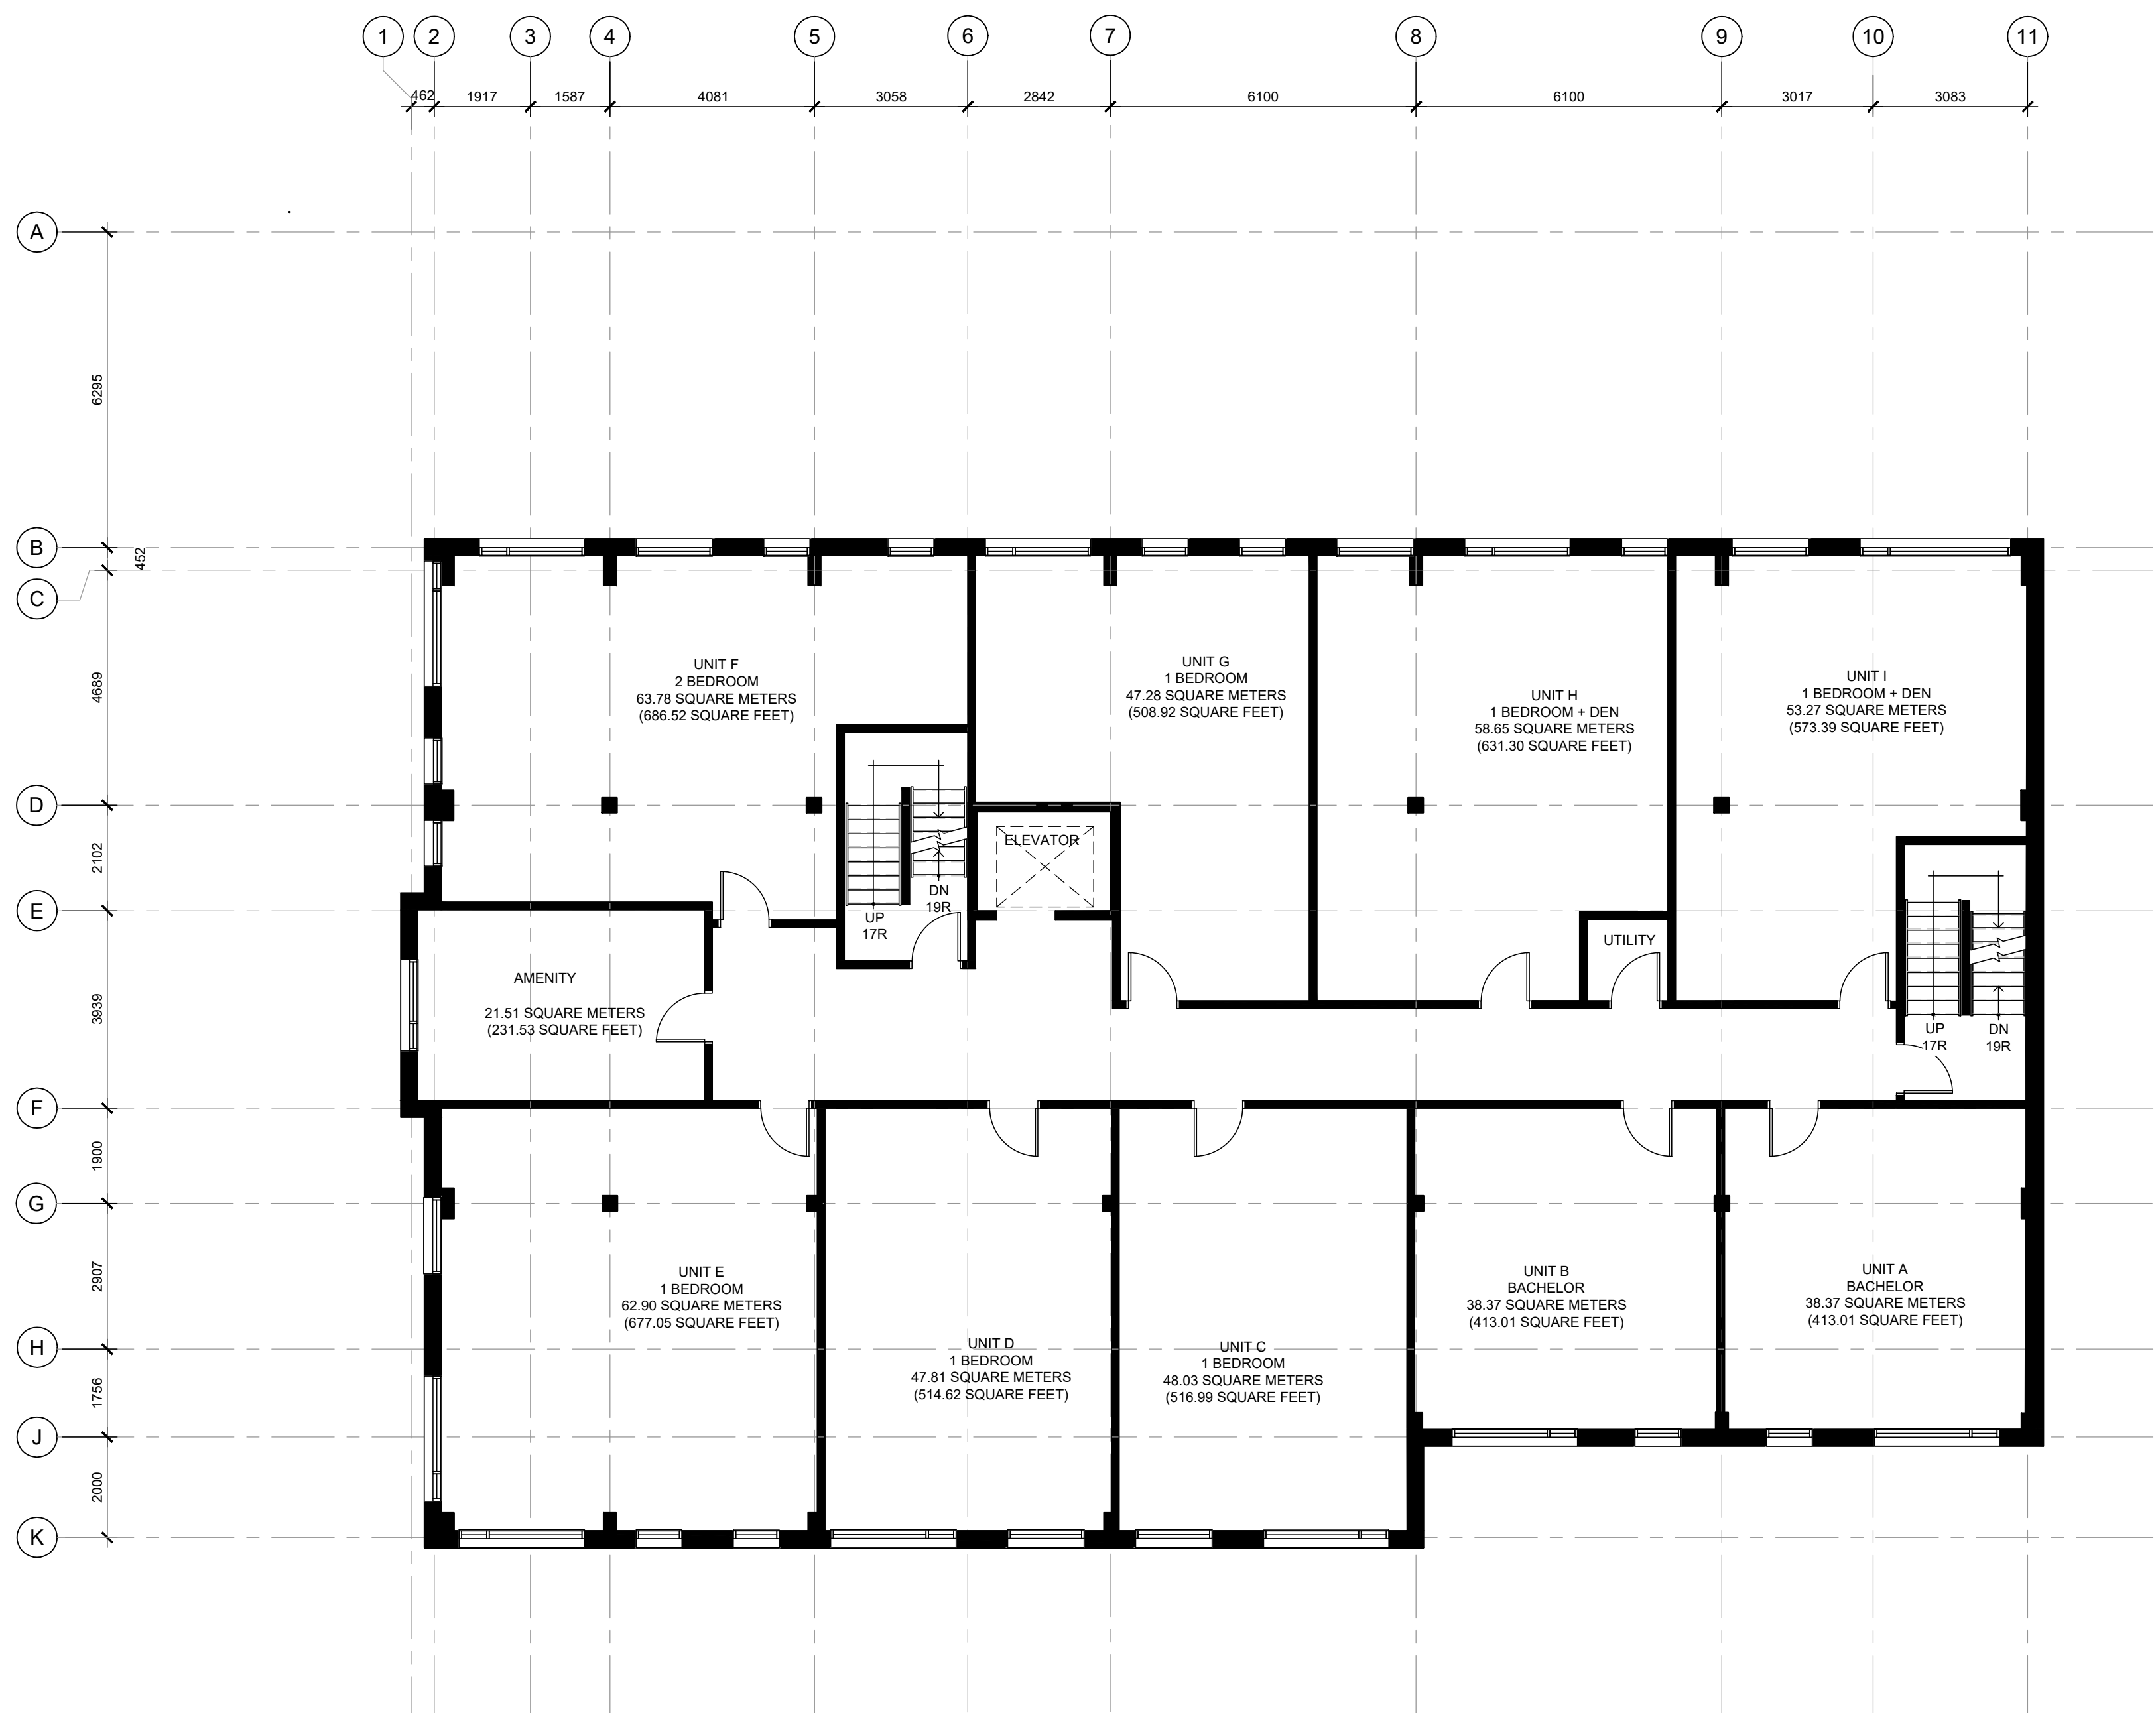 1 2 3 4 5 6 7 8 9 10 11
462 1917 1587 4081 3058 2842 6100 6100 3017 3083
A
6295
B
452
C
4689
D
2102
E
3939
F
1900
G
2907
H
1756
J
2000
K
UNIT F
2 BEDROOM
63.78 SQUARE METERS
(686.52 SQUARE FEET)
UNIT G
1 BEDROOM
47.28 SQUARE METERS
(508.92 SQUARE FEET)
UNIT H
1 BEDROOM + DEN
58.65 SQUARE METERS
(631.30 SQUARE FEET)
UNIT I
1 BEDROOM + DEN
53.27 SQUARE METERS
(573.39 SQUARE FEET)
ELEVATOR
DN
19R
UP
17R
UTILITY
AMENITY
21.51 SQUARE METERS
(231.53 SQUARE FEET)
UP
17R
DN
19R
UNIT E
1 BEDROOM
62.90 SQUARE METERS
(677.05 SQUARE FEET)
UNIT D
1 BEDROOM
47.81 SQUARE METERS
(514.62 SQUARE FEET)
UNIT C
1 BEDROOM
48.03 SQUARE METERS
(516.99 SQUARE FEET)
UNIT B
BACHELOR
38.37 SQUARE METERS
(413.01 SQUARE FEET)
UNIT A
BACHELOR
38.37 SQUARE METERS
(413.01 SQUARE FEET)